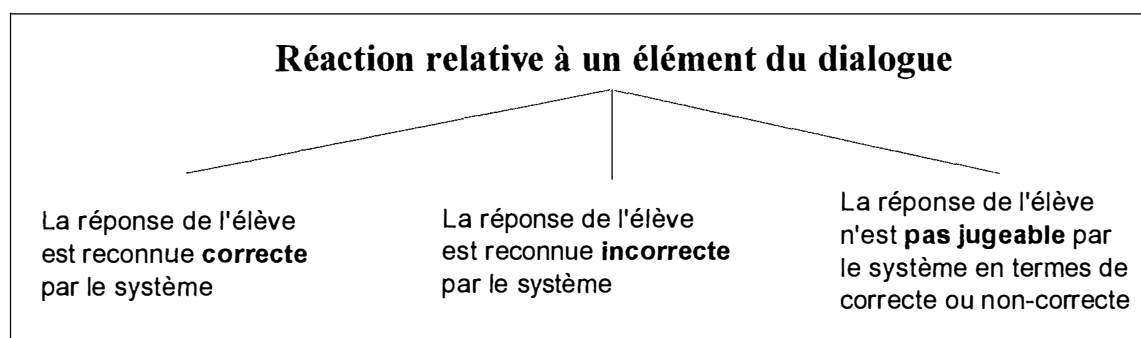 Réaction relative à un élément du dialogue
La réponse de l'élève
est reconnue correcte
par le système
La réponse de l'élève
est reconnue incorrecte
par le système
La réponse de l'élève
n'est pas jugeable par
le système en termes de
correcte ou non-correcte